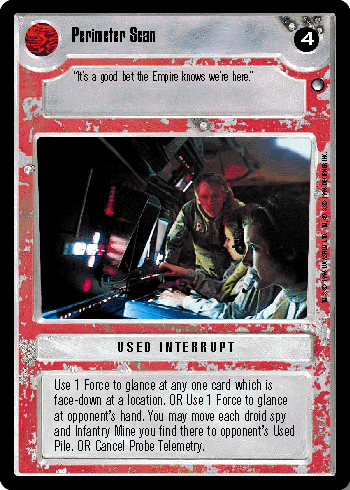 Perimeter Scan
4
"It's a good bet the Empire knows we're here."
USED INTERRUPT
Use 1 Force to glance at any one card which is
face-down at a location. OR Use 1 Force to glance
at opponent's hand. You may move each droid spy
and Infantry Mine you find there to opponent's Used
Pile. OR Cancel Probe Telemetry.